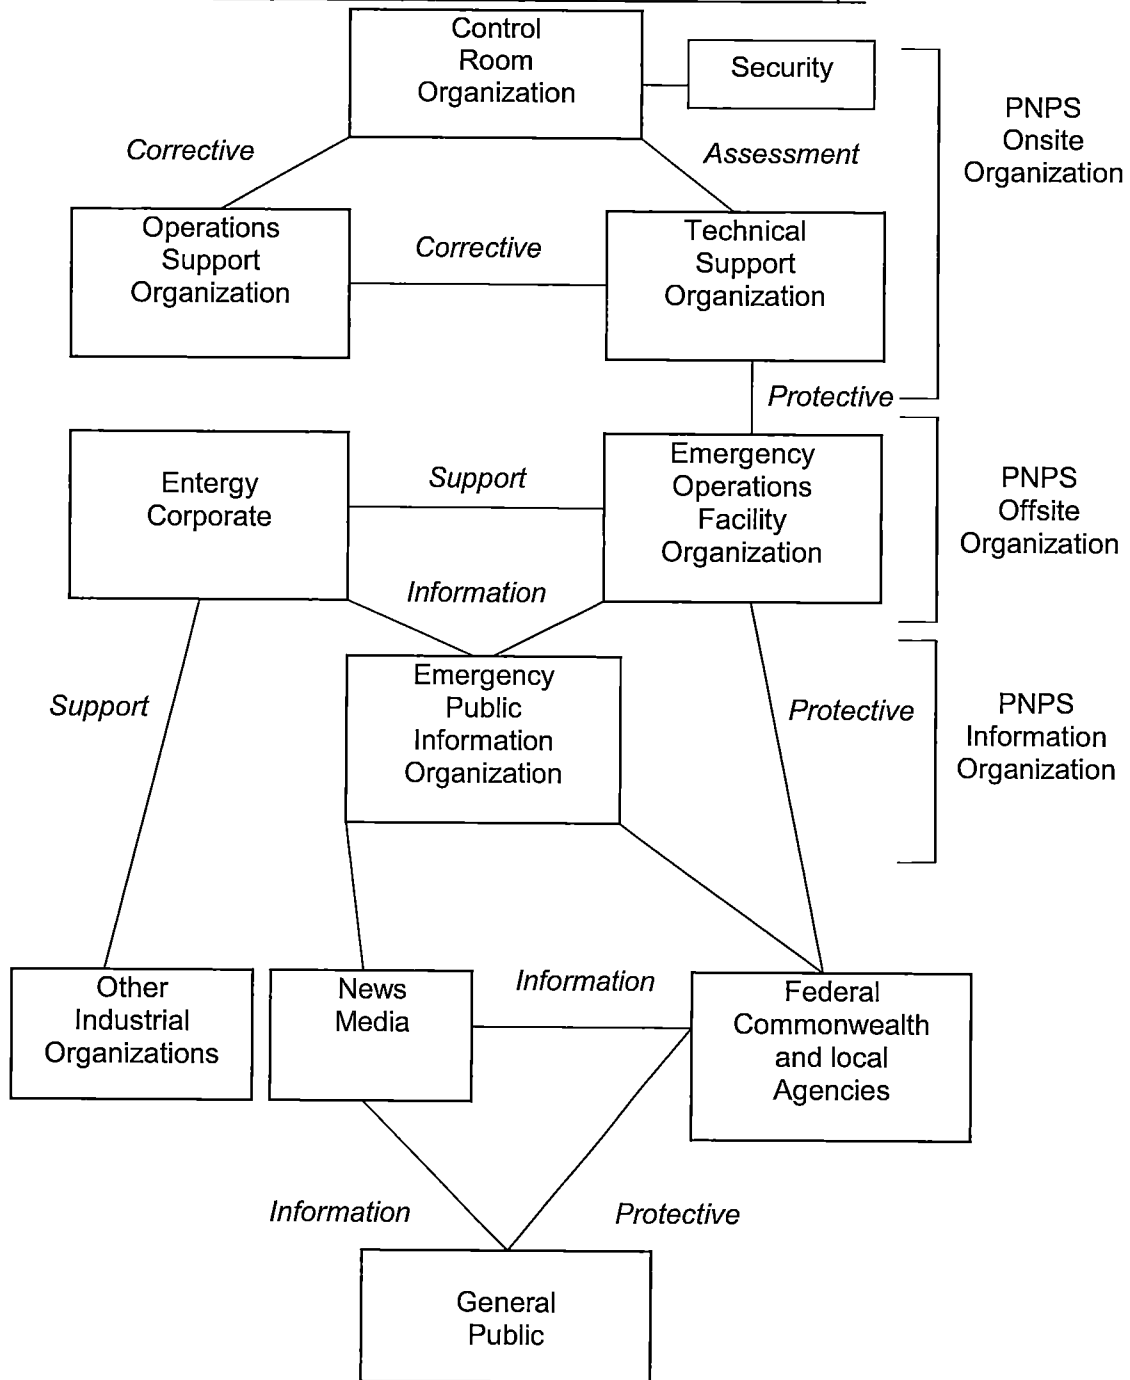 Control
Room
Organization
Security
PNPS
Onsite
Organization
Corrective
Assessment
Operations
Support
Organization
Corrective
Technical
Support
Organization
Protective
Entergy
Corporate
Support
Emergency
Operations
Facility
Organization
PNPS
Offsite
Organization
Information
Emergency
Public
Information
Organization
Support
Protective
PNPS
Information
Organization
Other
Industrial
Organizations
News
Media
Information
Federal
Commonwealth
and local
Agencies
Information
Protective
General
Public